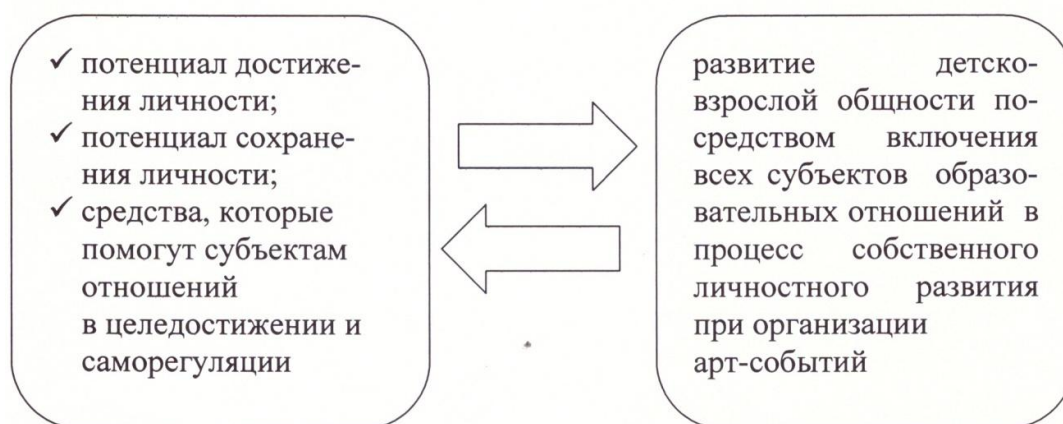 ✓ потенциал достиже-
ния личности;
✓ потенциал сохране-
ния личности;
✓ средства, которые
помогут субъектам
отношений
в целедостижении и
саморегуляции
развитие детско-
взрослой общности по-
средством включения
всех субъектов образо-
вательных отношений в
процесс собственного
личностного развития
при организации
арт-событий